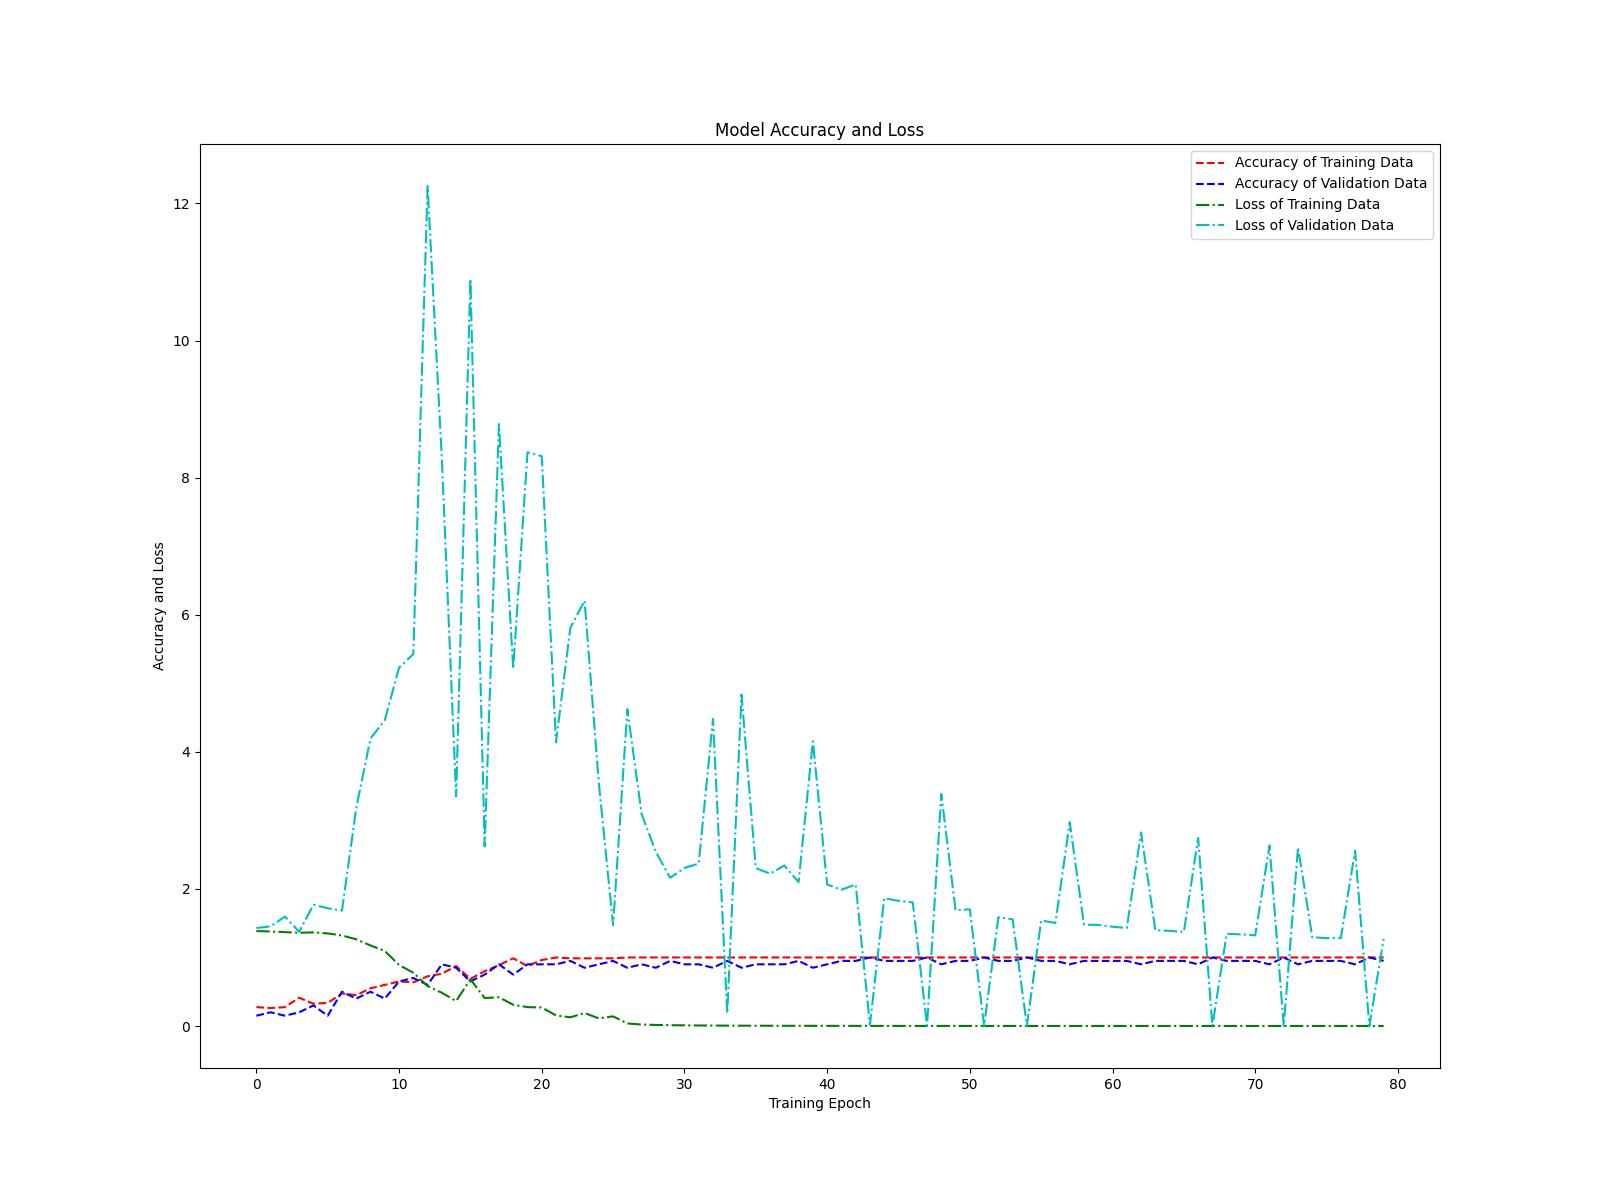 Model Accuracy and Loss
Accuracy of Training Data
Accuracy of Validation Data
Loss of Training Data
Loss of Validation Data
12
10
8
6
4
2
0
Accuracy and Loss
0 10 20 30 40 50 60 70 80
Training Epoch